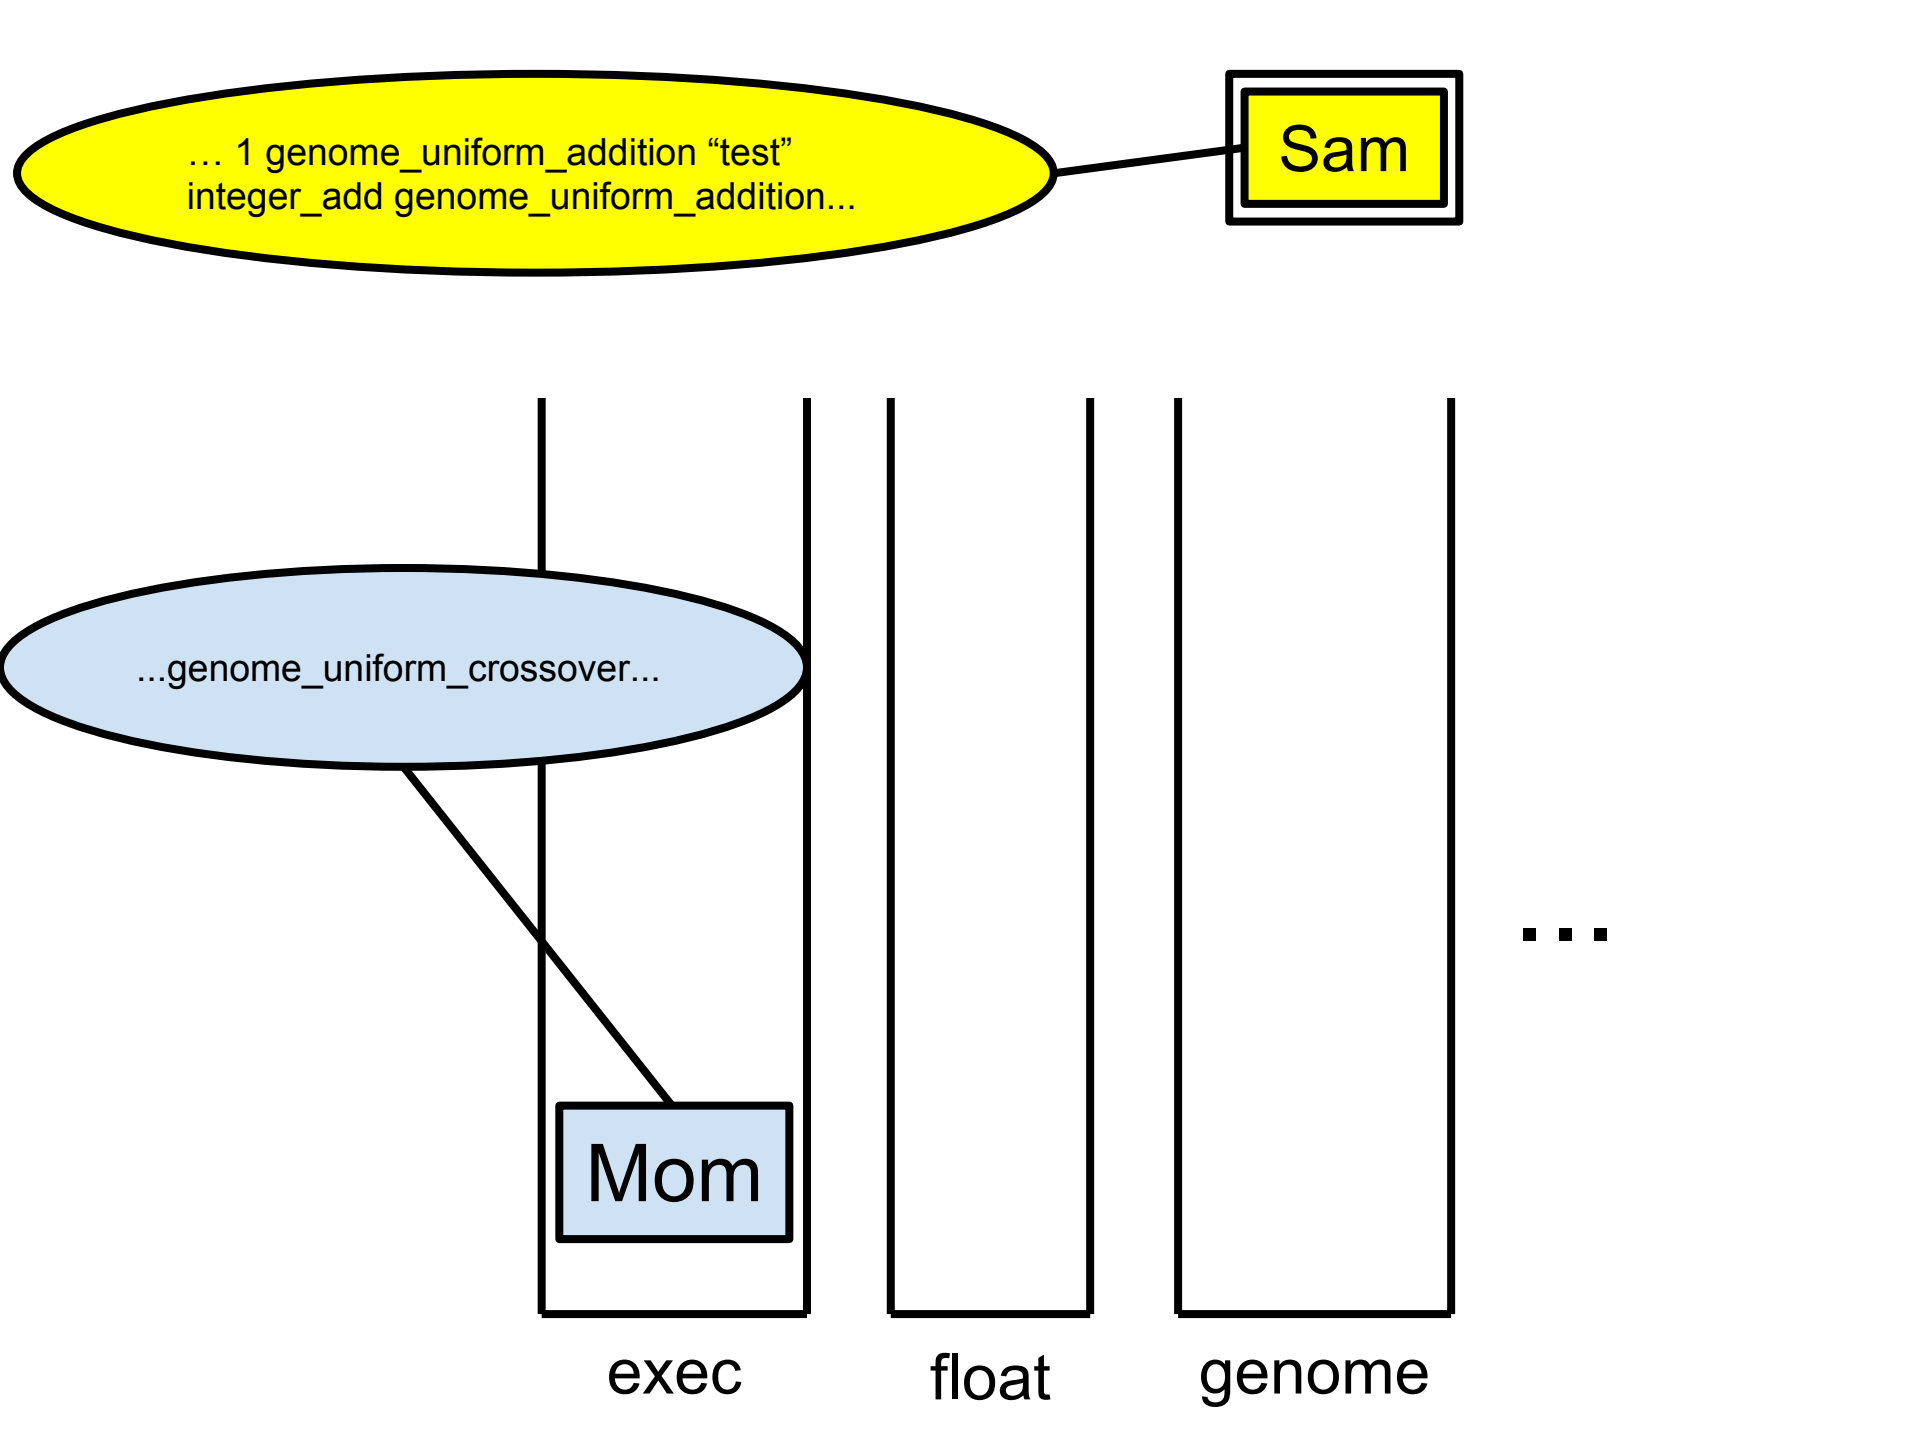 … 1 genome_uniform_addition “test”
integer_add genome_uniform_addition...
Sam
...genome_uniform_crossover...
...
Mom
exec
float
genome